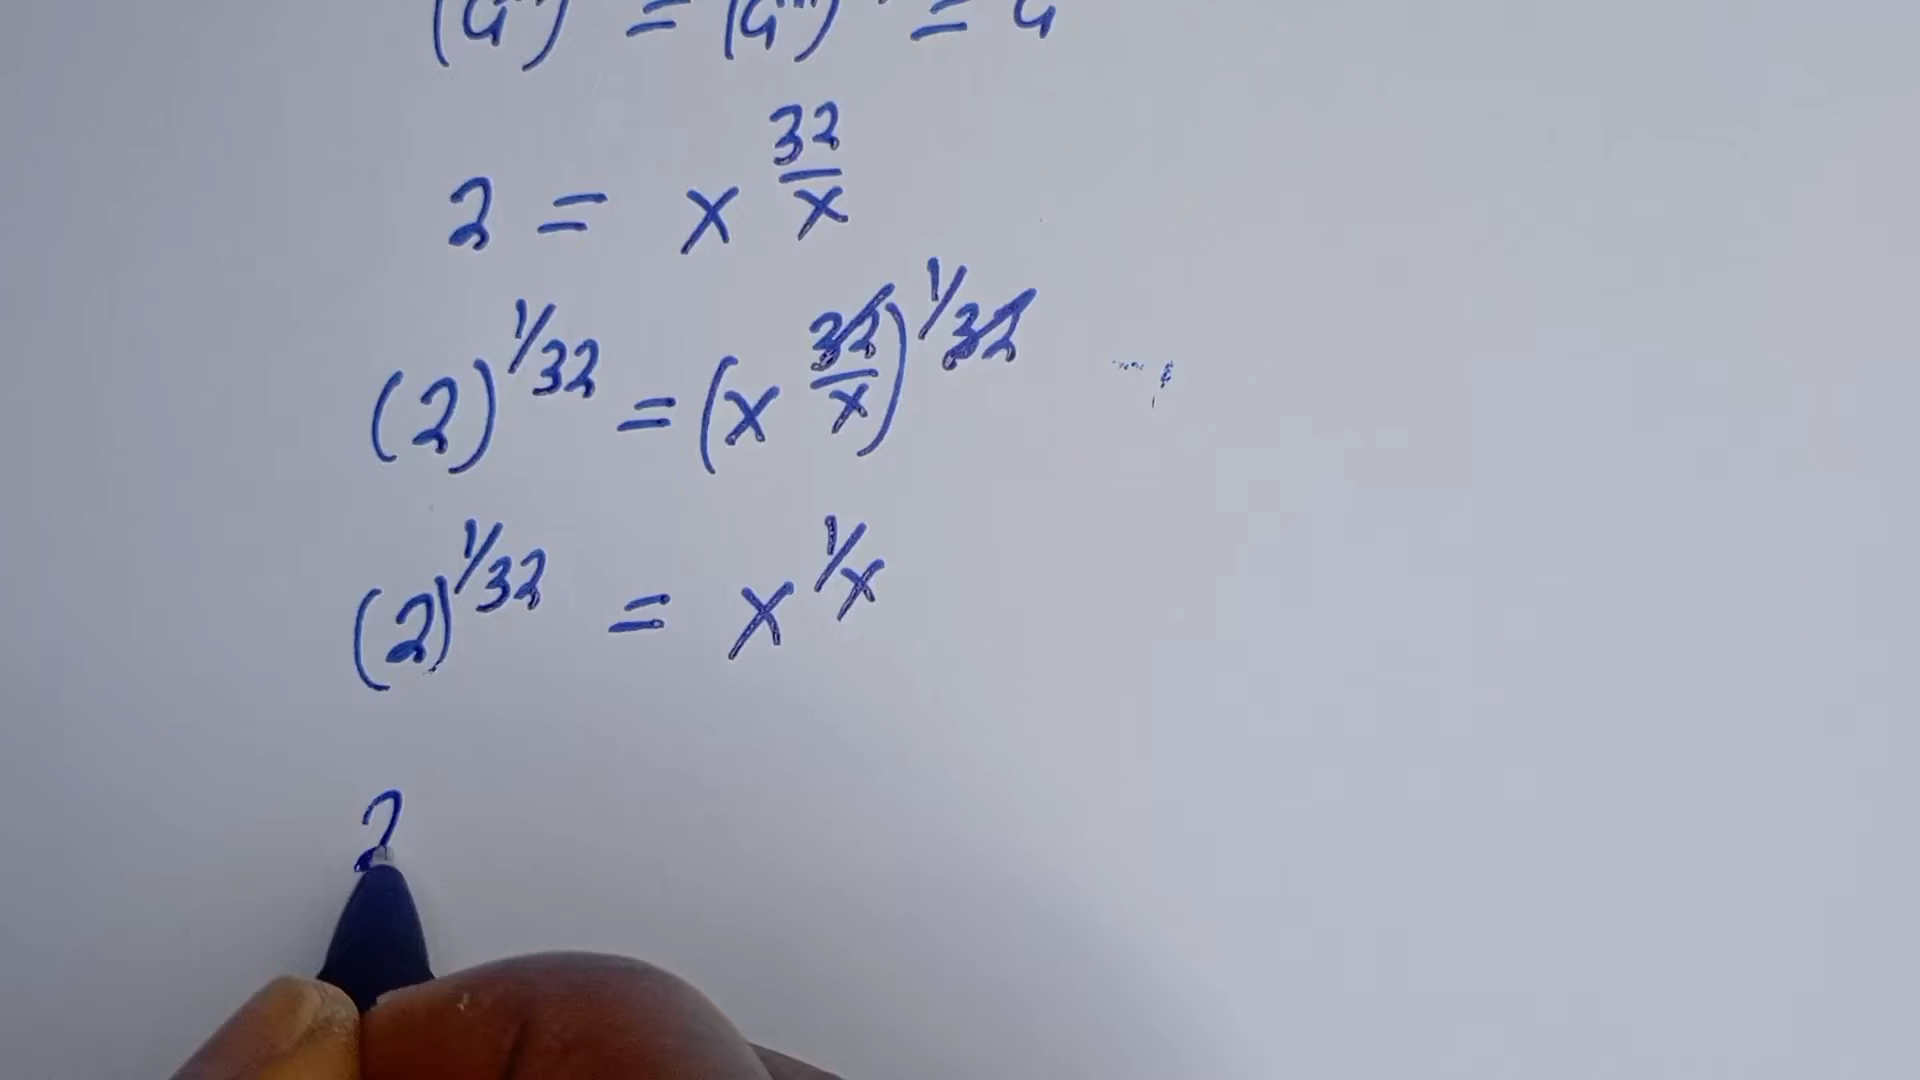 2 = x^(32/x)
(2)^(1/32) = (x^(32/x))^(1/32)
(2)^(1/32) = x^(1/x)
2